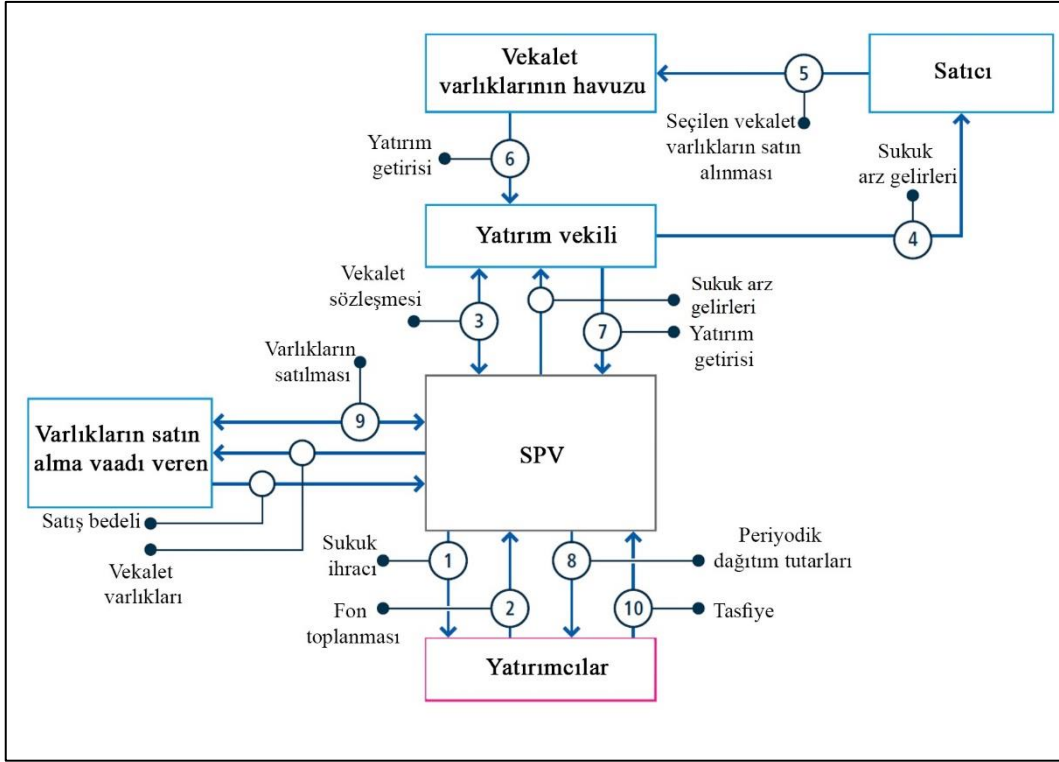 Vekalet
varlıklarının havuzu
5
Satıcı
Seçilen vekalet
varlıkların satın
alınması
Yatırım
getirisi
6
Sukuk
arz gelirleri
Yatırım vekili
4
Vekalet
sözleşmesi
3
Sukuk arz
gelirleri
7
Yatırım
getirisi
Varlıkların
satılması
9
Varlıkların satın
alma vaadı veren
SPV
Satış bedeli
Vekalet
varlıkları
Sukuk
ihracı
1
8
Periyodik
dağıtım tutarları
Fon
toplanması
2
10
Tasfiye
Yatırımcılar